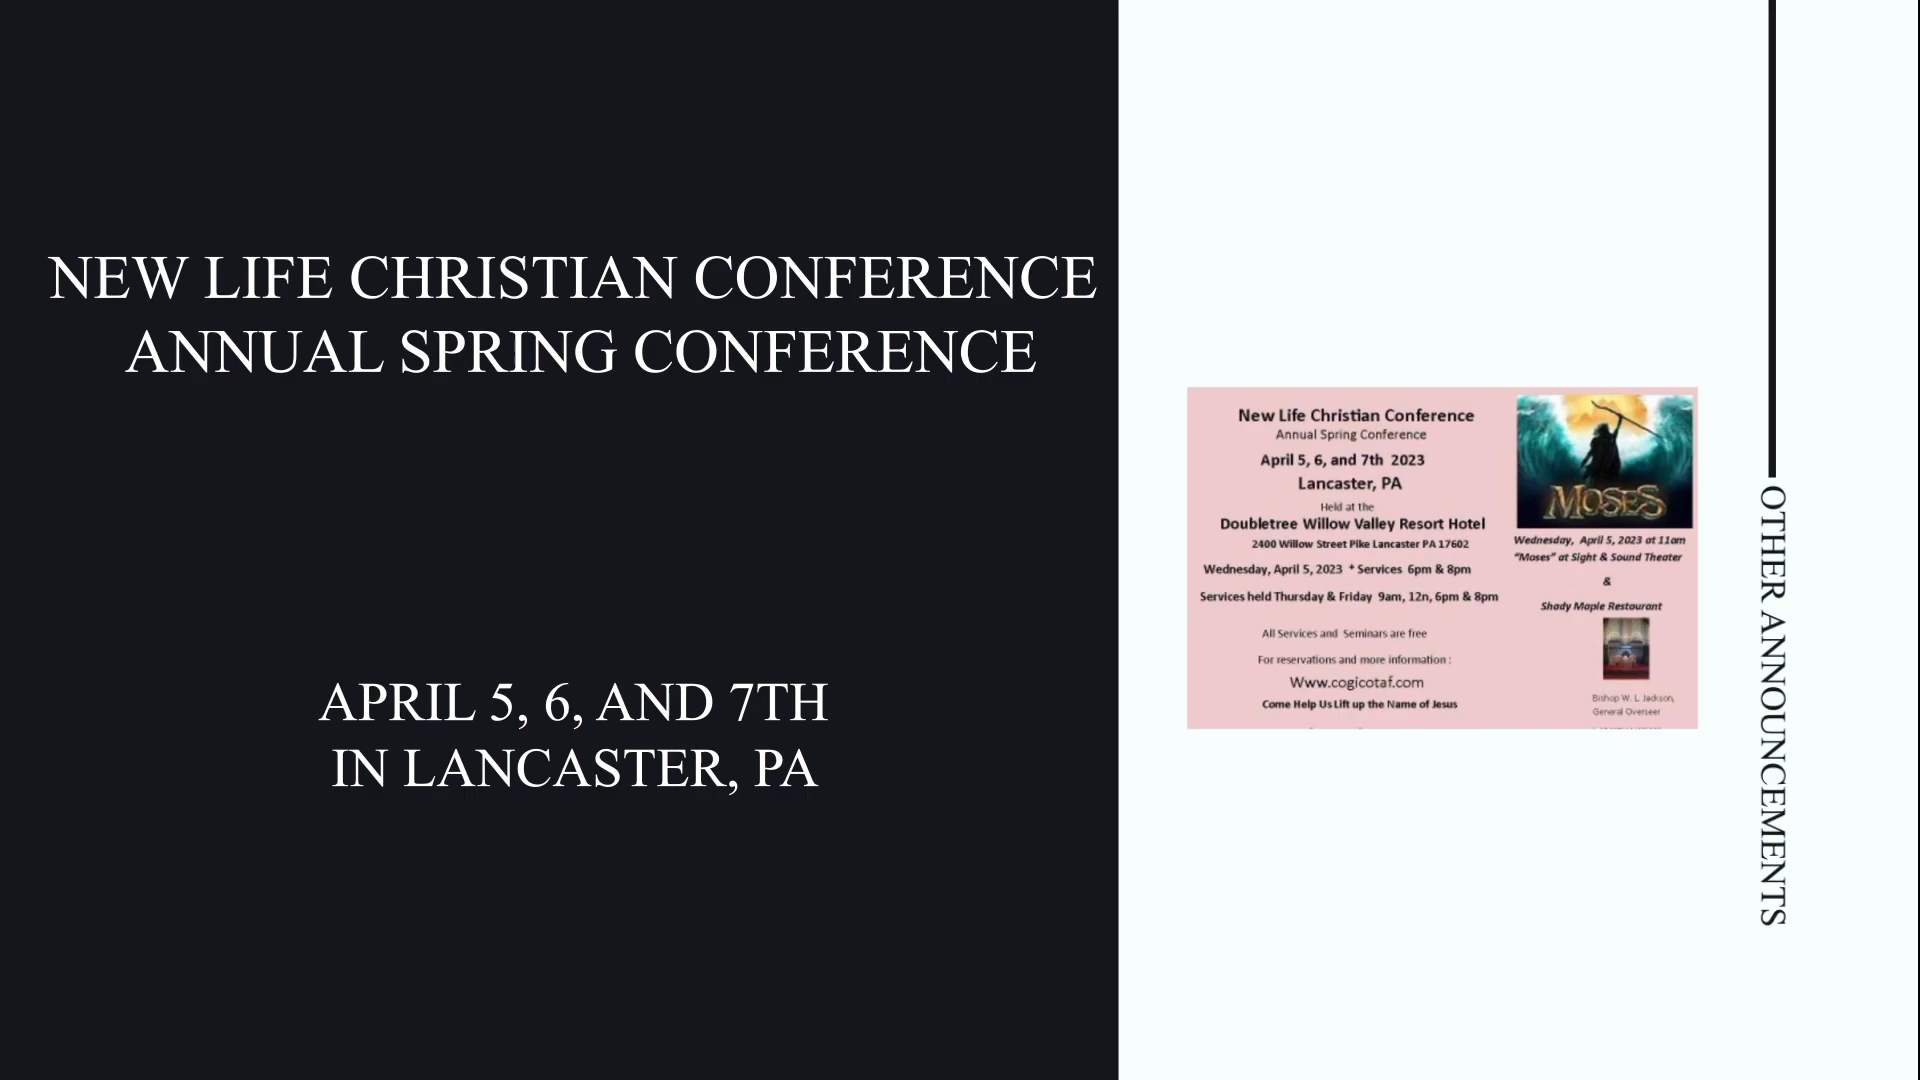 NEW LIFE CHRISTIAN CONFERENCE
ANNUAL SPRING CONFERENCE
APRIL 5, 6, AND 7TH
IN LANCASTER, PA
New Life Christian Conference
Annual Spring Conference
April 5, 6, and 7th 2023
Lancaster, PA
Held at the
Doubletree Willow Valley Resort Hotel
2400 Willow Street Pike Lancaster PA 17602
Wednesday, April 5, 2023 * Services 6pm & 8pm
Services held Thursday & Friday 9am, 12n, 6pm & 8pm
All Services and Seminars are free
For reservations and more information :
Www.cogicotaf.com
Come Help Us Lift up the Name of Jesus
MOSES
Wednesday, April 5, 2023 at 11am
“Moses” at Sight & Sound Theater
&
Shady Maple Restaurant
Bishop W. L. Jackson,
General Overseer
OTHER ANNOUNCEMENTS